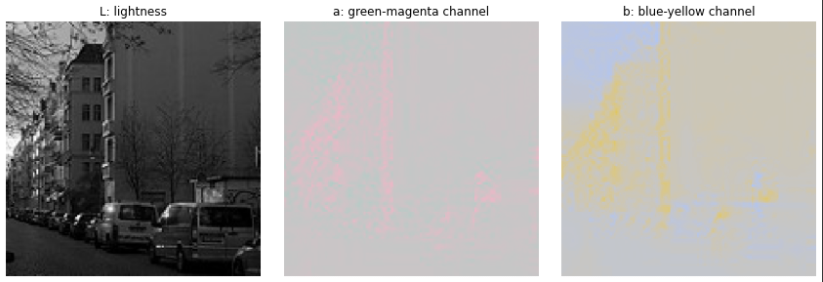 L: lightness
a: green-magenta channel
b: blue-yellow channel